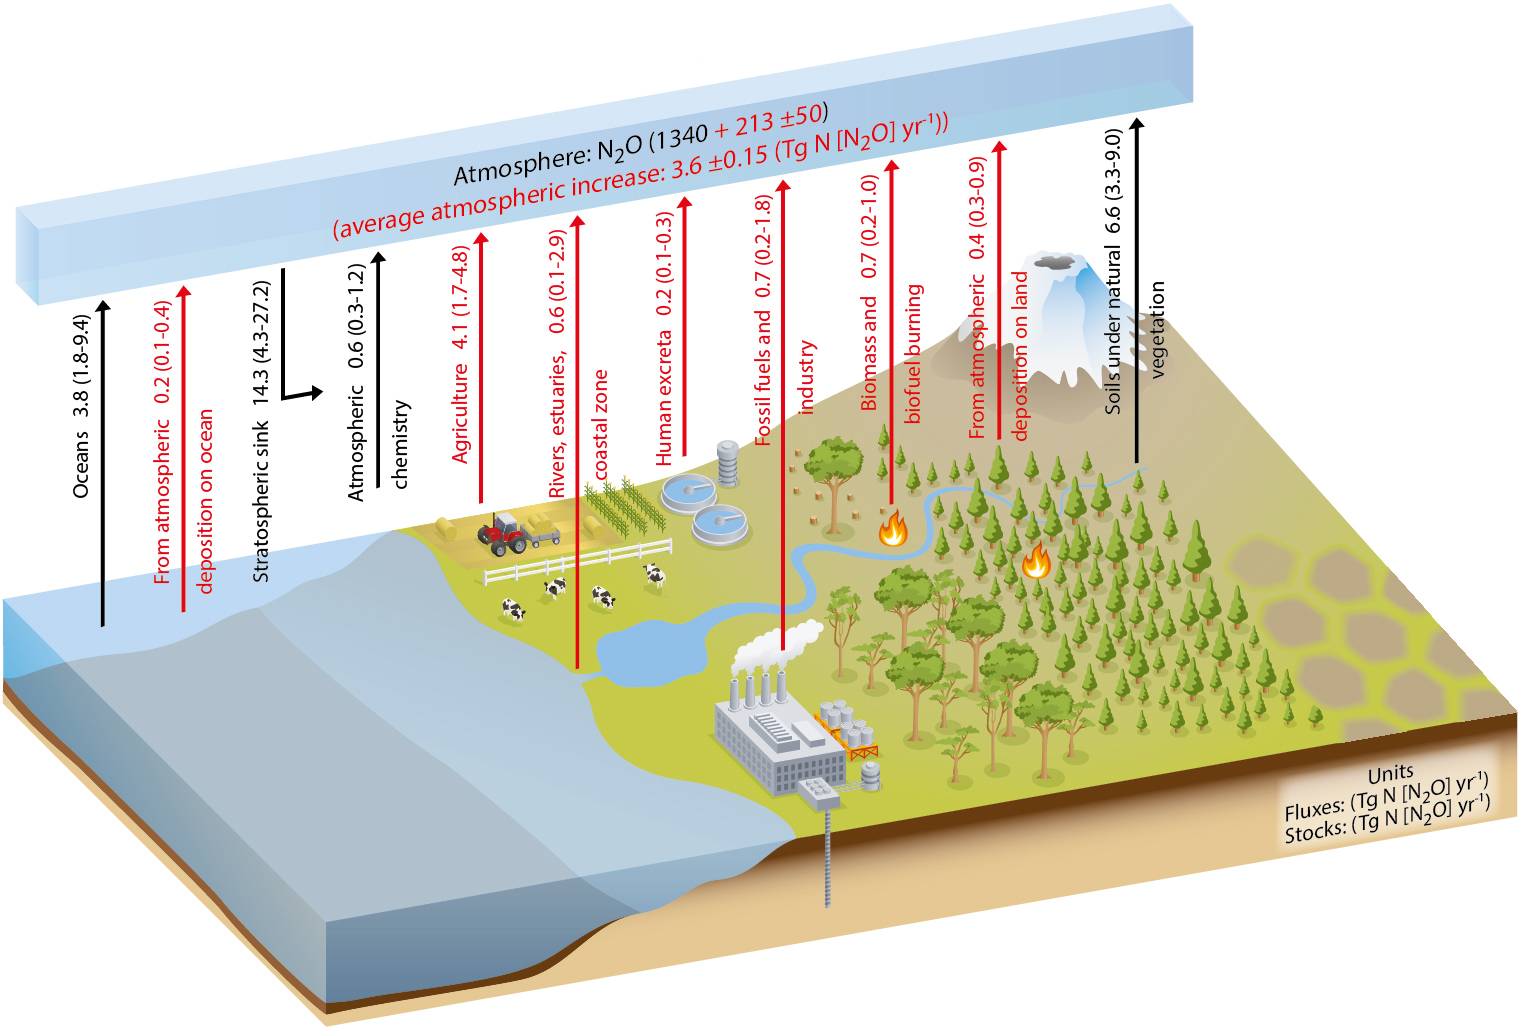 Atmosphere: N₂O (1340 + 213 ±50)
(average atmospheric increase: 3.6 ±0.15 (Tg N [N₂O] yr⁻¹))
Oceans 3.8 (1.8-9.4)
From atmospheric 0.2 (0.1-0.4)
deposition on ocean
Stratospheric sink 14.3 (4.3-27.2)
Atmospheric 0.6 (0.3-1.2)
chemistry
Agriculture 4.1 (1.7-4.8)
Rivers, estuaries, 0.6 (0.1-2.9)
coastal zone
Human excreta 0.2 (0.1-0.3)
Fossil fuels and 0.7 (0.2-1.8)
industry
Biomass and 0.7 (0.2-1.0)
biofuel burning
From atmospheric 0.4 (0.3-0.9)
deposition on land
Soils under natural 6.6 (3.3-9.0)
vegetation
Units
Fluxes: (Tg N [N₂O] yr⁻¹)
Stocks: (Tg N [N₂O] yr⁻¹)